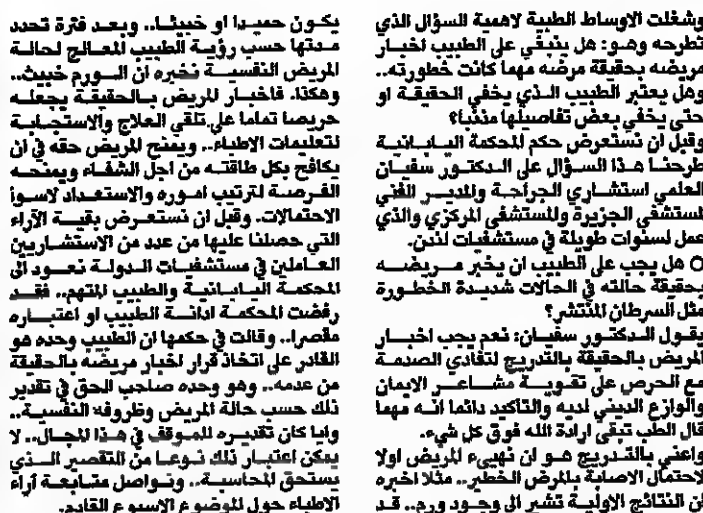 وشغلت الاوساط الطبية لاهمية السؤال الذي
تطرحه وهو: هل ينبغي على الطبيب اخبار
مريضه بحقيقة مرضه مهما كانت خطورته..
وهل يعتبر الطبيب الذي يخفي الحقيقة او
حتى يخفي بعض تفاصيلها مذنبا؟
وقبل ان نستعرض حكم المحكمة اليابانية
طرحنا هذا السؤال على الدكتور سفيان
العلمي استشاري الجراحة والمدير الفني
لمستشفى الجزيرة والمستشفى المركزي والذي
عمل لسنوات طويلة في مستشفيات لندن.
O هل يجب على الطبيب ان يخبر مريضه
بحقيقة حالته في الحالات شديدة الخطورة
مثل السرطان المنتشر؟
يقول الدكتور سفيان: نعم يجب اخبار
المريض بالحقيقة بالتدريج لتفادي الصدمة
مع الحرص على تقوية مشاعر الايمان
والوازع الديني لديه والتأكيد دائما انه مهما
قال الطب تبقى ارادة الله فوق كل شيء.
واعني بالتدريج هو ان نهيىء المريض اولا
لاحتمال الاصابة بالمرض الخطير.. مثلا اخبره
ان النتائج الاولية تشير الى وجود ورم.. قد
يكون حميدا او خبيثا.. وبعد فترة تحدد
مدتها حسب رؤية الطبيب المعالج لحالة
المريض النفسية نخبره ان الورم خبيث..
وهكذا. فاخبار المريض بالحقيقة يجعله
حريصا تماما على تلقي العلاج والاستجابة
لتعليمات الاطباء.. ويمنح المريض حقه في ان
يكافح بكل طاقته من اجل الشفاء ويمنحه
الفرصة لترتيب اموره والاستعداد لاسوأ
الاحتمالات. وقبل ان نستعرض بقية الآراء
التي حصلنا عليها من عدد من الاستشاريين
العاملين في مستشفيات الدولة نعود الى
المحكمة اليابانية والطبيب المتهم.. فقد
رفضت المحكمة ادانة الطبيب او اعتباره
مقصرا.. وقالت في حكمها ان الطبيب وحده هو
القادر على اتخاذ قرار اخبار مريضه بالحقيقة
من عدمه.. وهو وحده صاحب الحق في تقدير
ذلك حسب حالة المريض وظروفه النفسية..
وايا كان تقديره للموقف في هذا المجال.. لا
يمكن اعتبار ذلك نوعا من التقصير الذي
يستحق المحاسبة.. ونواصل متابعة آراء
الاطباء حول الموضوع الاسبوع القادم.